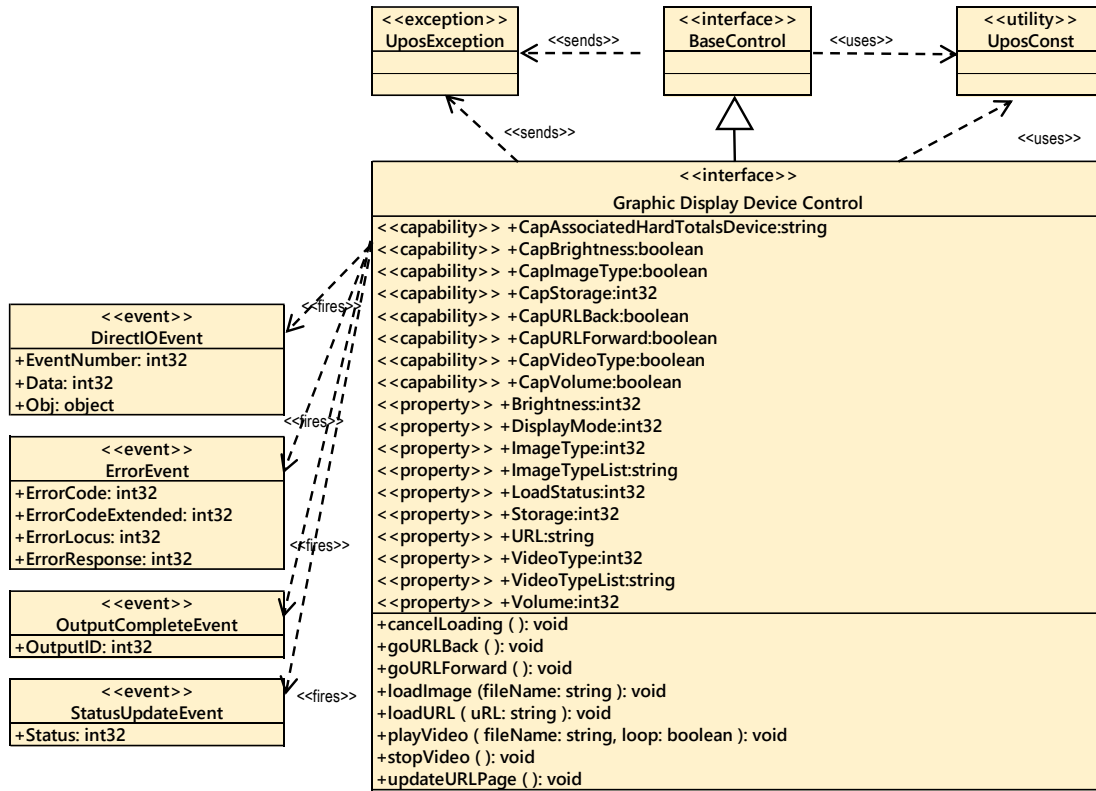 <<exception>>
UposException
<<sends>>
<<interface>>
BaseControl
<<uses>>
<<utility>>
UposConst
<<sends>>
<<uses>>
<<interface>>
Graphic Display Device Control
<<capability>> +CapAssociatedHardTotalsDevice:string
<<capability>> +CapBrightness:boolean
<<capability>> +CapImageType:boolean
<<capability>> +CapStorage:int32
<<capability>> +CapURLBack:boolean
<<capability>> +CapURLForward:boolean
<<capability>> +CapVideoType:boolean
<<capability>> +CapVolume:boolean
<<property>> +Brightness:int32
<<property>> +DisplayMode:int32
<<property>> +ImageType:int32
<<property>> +ImageTypeList:string
<<property>> +LoadStatus:int32
<<property>> +Storage:int32
<<property>> +URL:string
<<property>> +VideoType:int32
<<property>> +VideoTypeList:string
<<property>> +Volume:int32
+cancelLoading ( ): void
+goURLBack ( ): void
+goURLForward ( ): void
+loadImage (fileName: string ): void
+loadURL ( uRL: string ): void
+playVideo ( fileName: string, loop: boolean ): void
+stopVideo ( ): void
+updateURLPage ( ): void
<<fires>>
<<event>>
DirectIOEvent
+EventNumber: int32
+Data: int32
+Obj: object
<<fires>>
<<event>>
ErrorEvent
+ErrorCode: int32
+ErrorCodeExtended: int32
+ErrorLocus: int32
+ErrorResponse: int32
<<fires>>
<<event>>
OutputCompleteEvent
+OutputID: int32
<<fires>>
<<event>>
StatusUpdateEvent
+Status: int32